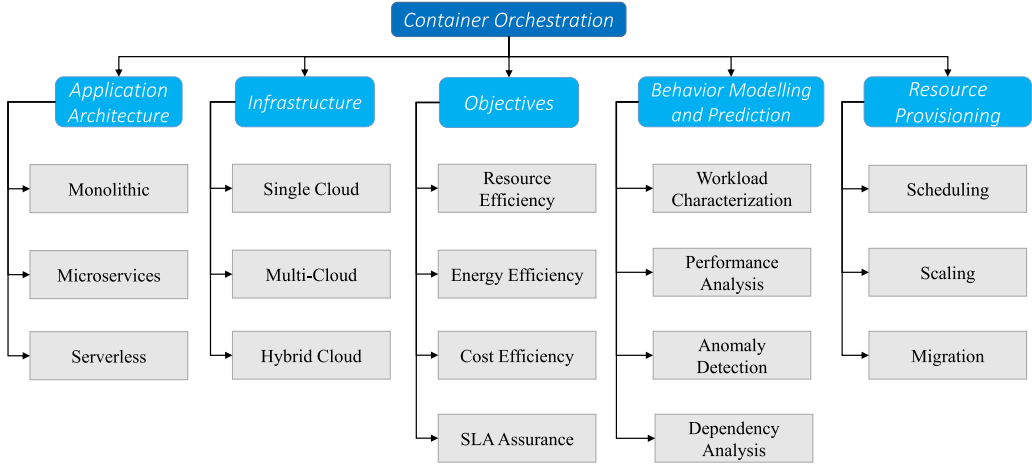 Container Orchestration
Application
Architecture
Monolithic
Microservices
Serverless
Infrastructure
Single Cloud
Multi-Cloud
Hybrid Cloud
Objectives
Resource
Efficiency
Energy Efficiency
Cost Efficiency
SLA Assurance
Behavior Modelling
and Prediction
Workload
Characterization
Performance
Analysis
Anomaly
Detection
Dependency
Analysis
Resource
Provisioning
Scheduling
Scaling
Migration